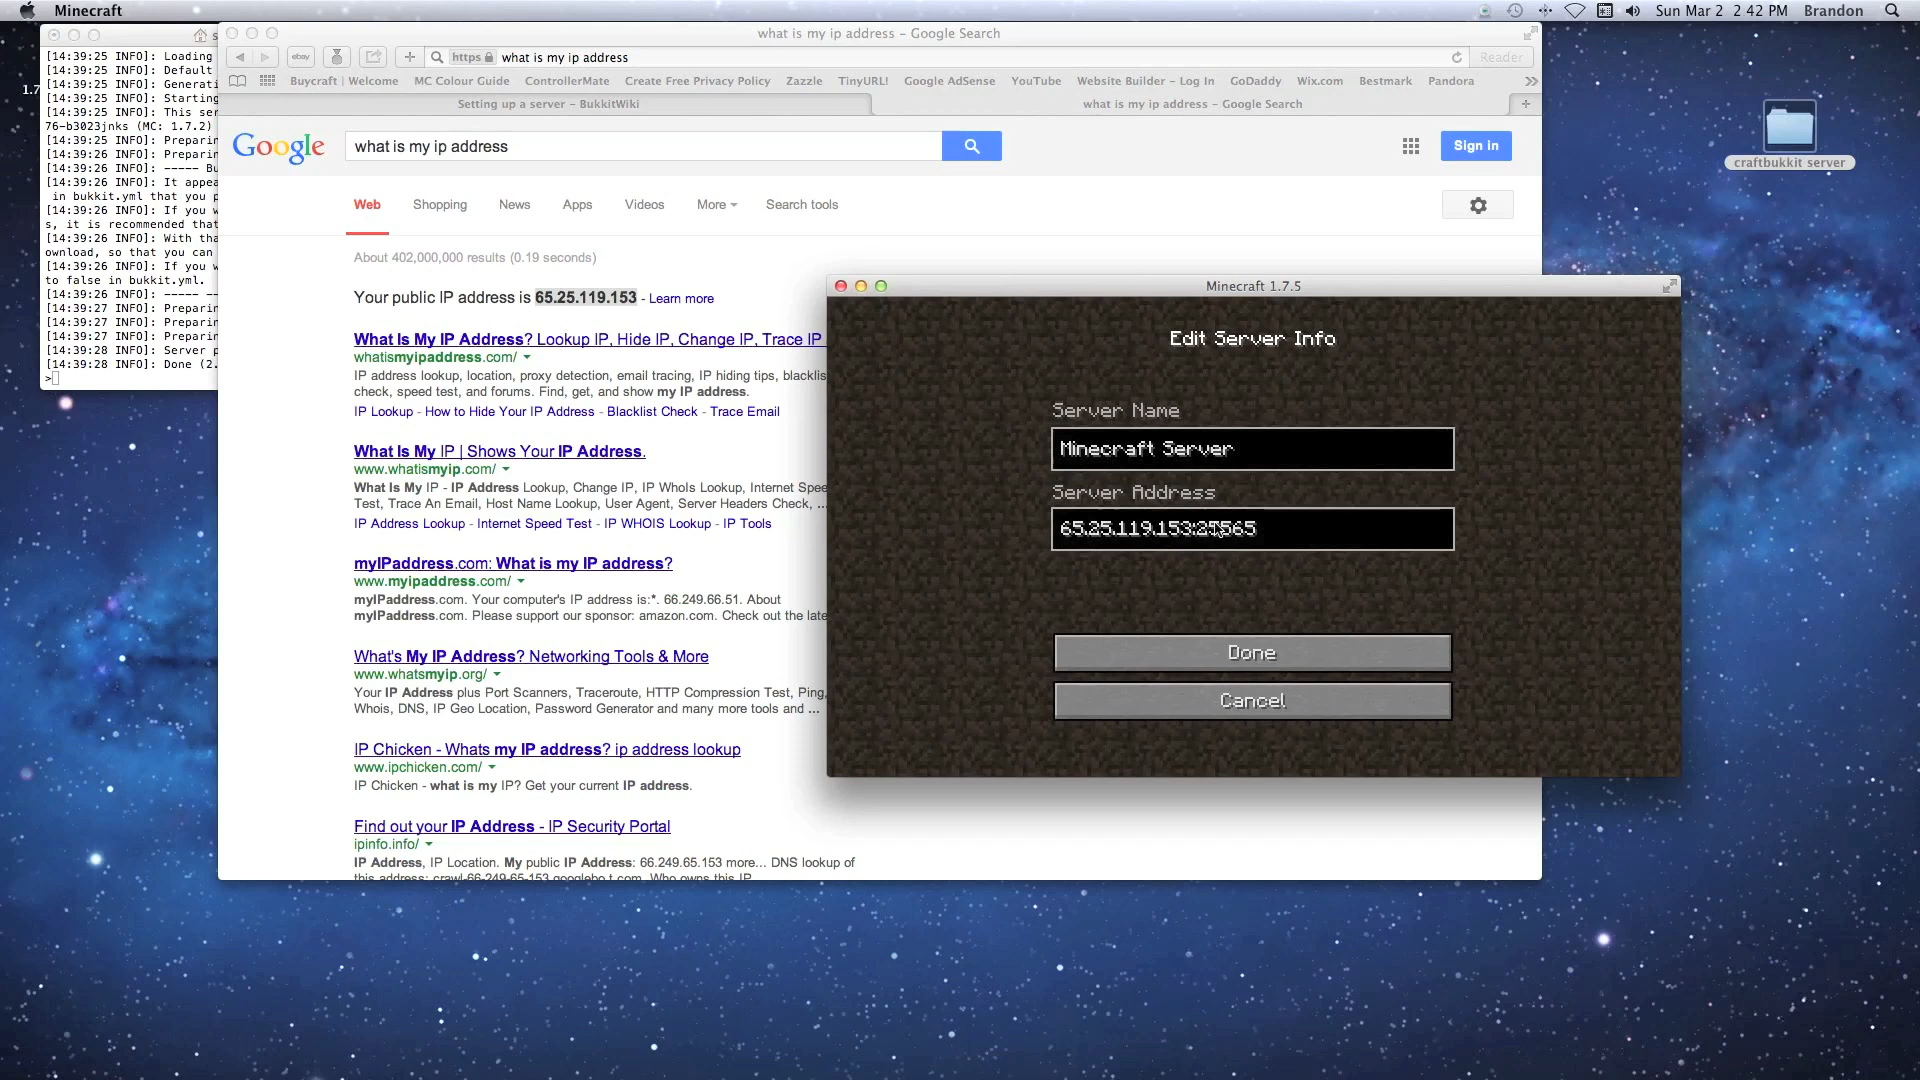 Minecraft
Sun Mar 2 2:42 PM Brandon
[14:39:25 INFO]: Loading
[14:39:25 INFO]: Default
[14:39:25 INFO]: Generati
[14:39:25 INFO]: Starting
[14:39:25 INFO]: This ser
76-b3023jnks (MC: 1.7.2)
[14:39:25 INFO]: Preparin
[14:39:26 INFO]: Preparin
[14:39:26 INFO]: ----- Bu
[14:39:26 INFO]: It appea
in bukkit.yml that you p
[14:39:26 INFO]: If you w
s, it is recommended that
[14:39:26 INFO]: With tha
ownload, so that you can
[14:39:26 INFO]: If you w
to false in bukkit.yml.
[14:39:26 INFO]: ----- --
[14:39:27 INFO]: Preparin
[14:39:27 INFO]: Preparin
[14:39:27 INFO]: Preparin
[14:39:28 INFO]: Server p
[14:39:28 INFO]: Done (2.
>
1.7
what is my ip address – Google Search
ebay
https what is my ip address
Reader
Buycraft | Welcome MC Colour Guide ControllerMate Create Free Privacy Policy Zazzle TinyURL! Google AdSense YouTube Website Builder - Log In GoDaddy Wix.com Bestmark Pandora
Setting up a server – BukkitWiki
what is my ip address – Google Search
Google
what is my ip address
Sign in
Web Shopping News Apps Videos More Search tools
About 402,000,000 results (0.19 seconds)
Your public IP address is 65.25.119.153 - Learn more
What Is My IP Address? Lookup IP, Hide IP, Change IP, Trace IP
whatismyipaddress.com/
IP address lookup, location, proxy detection, email tracing, IP hiding tips, blacklis
check, speed test, and forums. Find, get, and show my IP address.
IP Lookup - How to Hide Your IP Address - Blacklist Check - Trace Email
What Is My IP | Shows Your IP Address.
www.whatismyip.com/
What Is My IP - IP Address Lookup, Change IP, IP WhoIs Lookup, Internet Spee
Test, Trace An Email, Host Name Lookup, User Agent, Server Headers Check, ...
IP Address Lookup - Internet Speed Test - IP WHOIS Lookup - IP Tools
myIPaddress.com: What is my IP address?
www.myipaddress.com/
myIPaddress.com. Your computer's IP address is:*. 66.249.66.51. About
myIPaddress.com. Please support our sponsor: amazon.com. Check out the late
What's My IP Address? Networking Tools & More
www.whatsmyip.org/
Your IP Address plus Port Scanners, Traceroute, HTTP Compression Test, Ping,
Whois, DNS, IP Geo Location, Password Generator and many more tools and ...
IP Chicken - Whats my IP address? ip address lookup
www.ipchicken.com/
IP Chicken - what is my IP? Get your current IP address.
Find out your IP Address - IP Security Portal
ipinfo.info/
IP Address, IP Location. My public IP Address: 66.249.65.153 more... DNS lookup of
this address: crawl-66-249-65-153.googlebot.com. Who owns this IP
Minecraft 1.7.5
Edit Server Info
Server Name
Minecraft Server
Server Address
65.25.119.153:25565
Done
Cancel
craftbukkit server